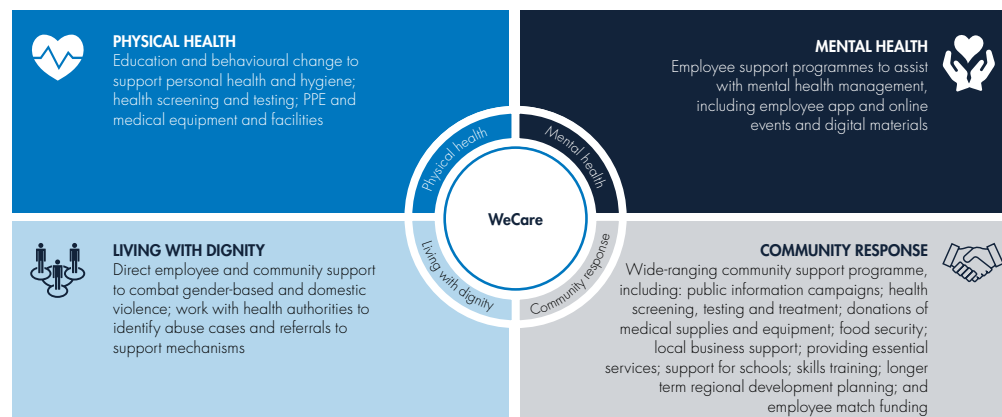 PHYSICAL HEALTH
Education and behavioural change to
support personal health and hygiene;
health screening and testing; PPE and
medical equipment and facilities
MENTAL HEALTH
Employee support programmes to assist
with mental health management,
including employee app and online
events and digital materials
Physical health
Mental health
WeCare
Living with dignity
Community response
LIVING WITH DIGNITY
Direct employee and community support
to combat gender-based and domestic
violence; work with health authorities to
identify abuse cases and referrals to
support mechanisms
COMMUNITY RESPONSE
Wide-ranging community support programme,
including: public information campaigns; health
screening, testing and treatment; donations of
medical supplies and equipment; food security;
local business support; providing essential
services; support for schools; skills training; longer
term regional development planning; and
employee match funding